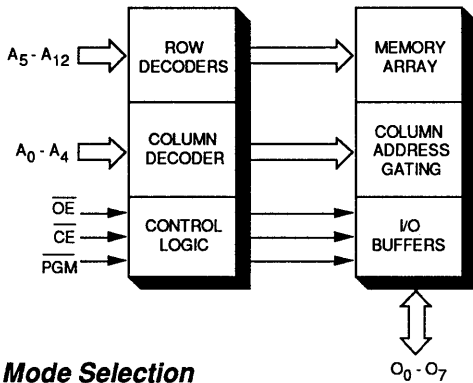 ROW
DECODERS
MEMORY
ARRAY
A5 - A12
COLUMN
DECODER
COLUMN
ADDRESS
GATING
A0 - A4
OE
CE
PGM
CONTROL
LOGIC
I/O
BUFFERS
Mode Selection
O0 - O7